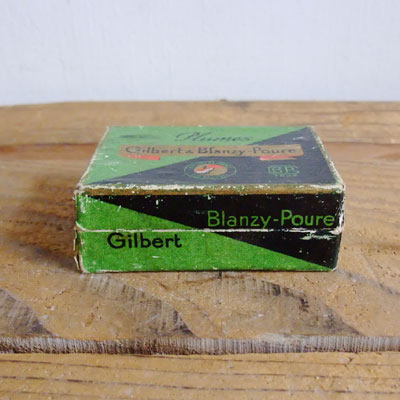 Plumes
Gilbert & Blanzy-Poure
Blanzy-Poure
Gilbert